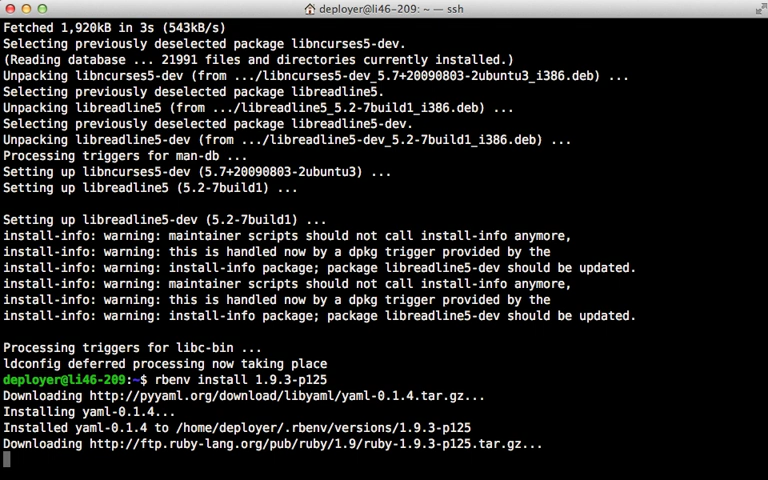 deployer@li46-209: ~ — ssh
Fetched 1,920kB in 3s (543kB/s)
Selecting previously deselected package libncurses5-dev.
(Reading database ... 21991 files and directories currently installed.)
Unpacking libncurses5-dev (from .../libncurses5-dev_5.7+20090803-2ubuntu3_i386.deb) ...
Selecting previously deselected package libreadline5.
Unpacking libreadline5 (from .../libreadline5_5.2-7build1_i386.deb) ...
Selecting previously deselected package libreadline5-dev.
Unpacking libreadline5-dev (from .../libreadline5-dev_5.2-7build1_i386.deb) ...
Processing triggers for man-db ...
Setting up libncurses5-dev (5.7+20090803-2ubuntu3) ...
Setting up libreadline5 (5.2-7build1) ...
Setting up libreadline5-dev (5.2-7build1) ...
install-info: warning: maintainer scripts should not call install-info anymore,
install-info: warning: this is handled now by a dpkg trigger provided by the
install-info: warning: install-info package; package libreadline5-dev should be updated.
install-info: warning: maintainer scripts should not call install-info anymore,
install-info: warning: this is handled now by a dpkg trigger provided by the
install-info: warning: install-info package; package libreadline5-dev should be updated.
Processing triggers for libc-bin ...
ldconfig deferred processing now taking place
deployer@li46-209:~$ rbenv install 1.9.3-p125
Downloading http://pyyaml.org/download/libyaml/yaml-0.1.4.tar.gz...
Installing yaml-0.1.4...
Installed yaml-0.1.4 to /home/deployer/.rbenv/versions/1.9.3-p125
Downloading http://ftp.ruby-lang.org/pub/ruby/1.9/ruby-1.9.3-p125.tar.gz...